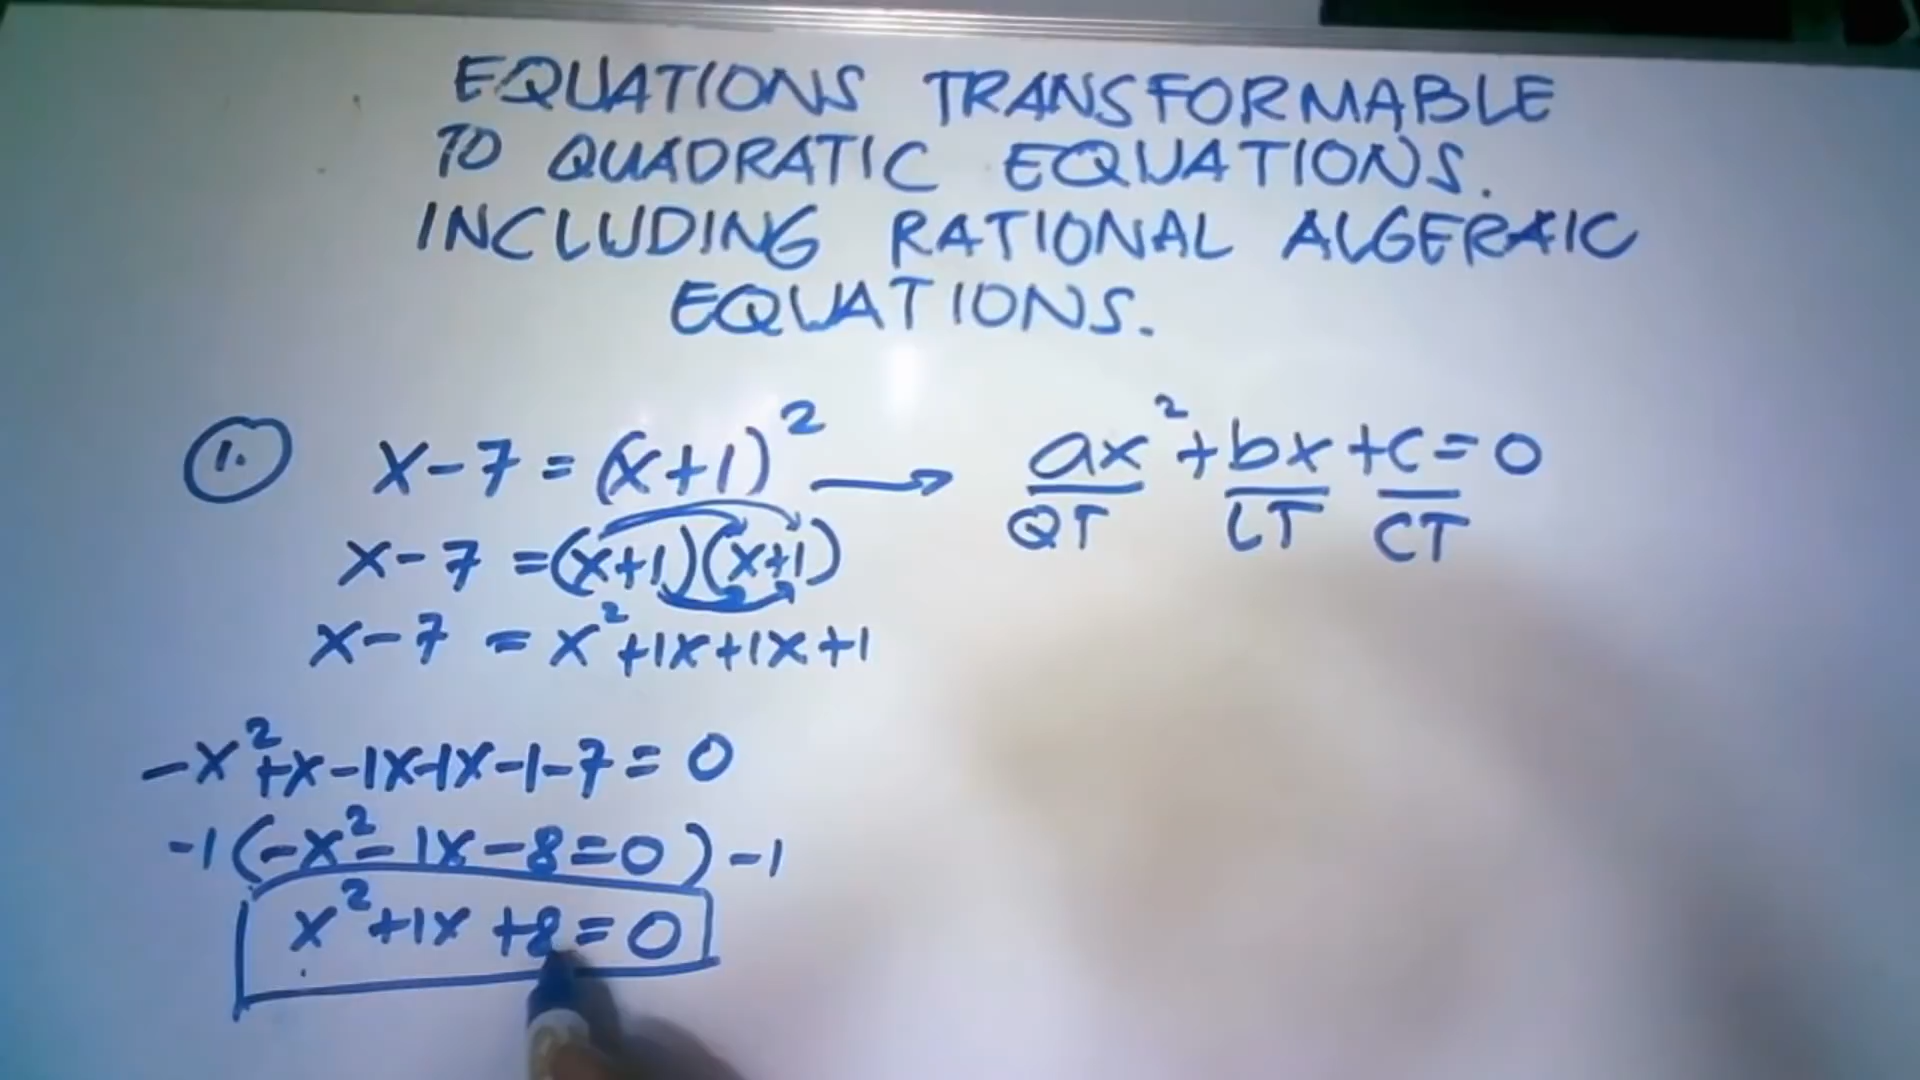 EQUATIONS TRANSFORMABLE
TO QUADRATIC EQUATIONS.
INCLUDING RATIONAL ALGERAIC
EQUATIONS.
1. x-7=(x+1)² → ax²+bx+c=0
QT LT CT
x-7=(x+1)(x+1)
x-7=x²+1x+1x+1
-x²+x-1x-1x-1-7=0
-1(-x²-1x-8=0)-1
x²+1x+8=0